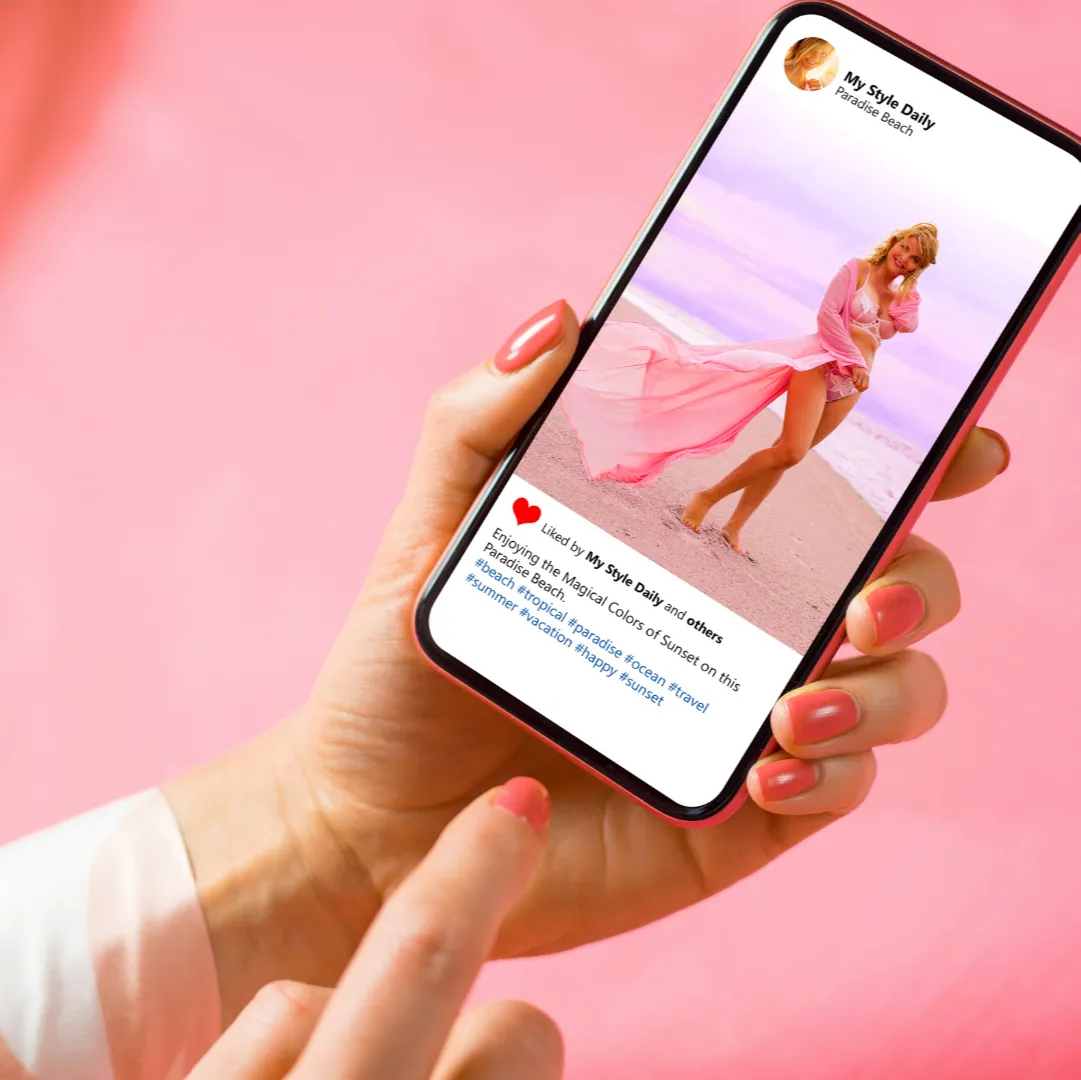 My Style Daily
Paradise Beach
Liked by My Style Daily and others
Enjoying the Magical Colors of Sunset on this
Paradise Beach.
#beach #tropical #paradise #ocean #travel
#summer #vacation #happy #sunset